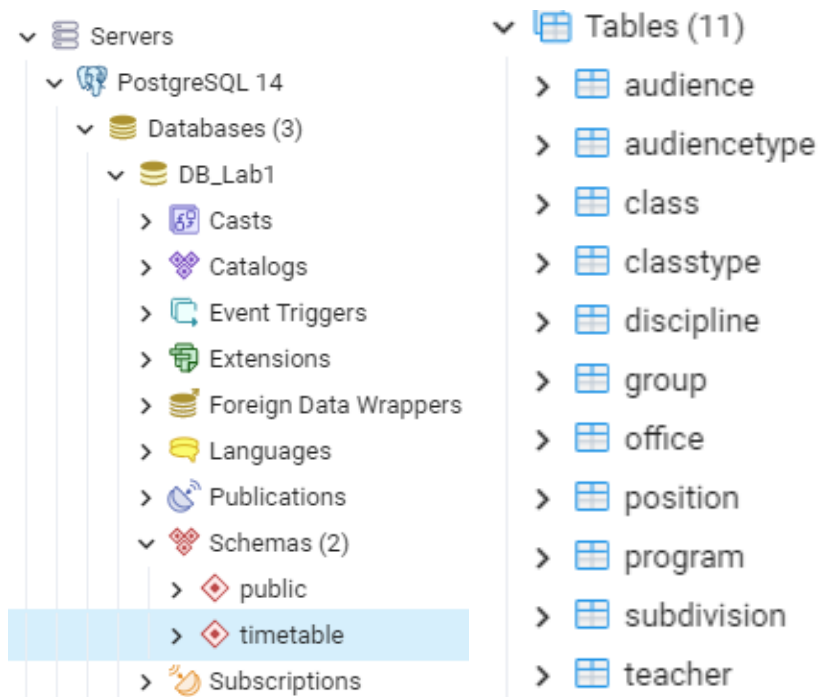 Servers
PostgreSQL 14
Databases (3)
DB_Lab1
Casts
Catalogs
Event Triggers
Extensions
Foreign Data Wrappers
Languages
Publications
Schemas (2)
public
timetable
Subscriptions
Tables (11)
audience
audiencetype
class
classtype
discipline
group
office
position
program
subdivision
teacher